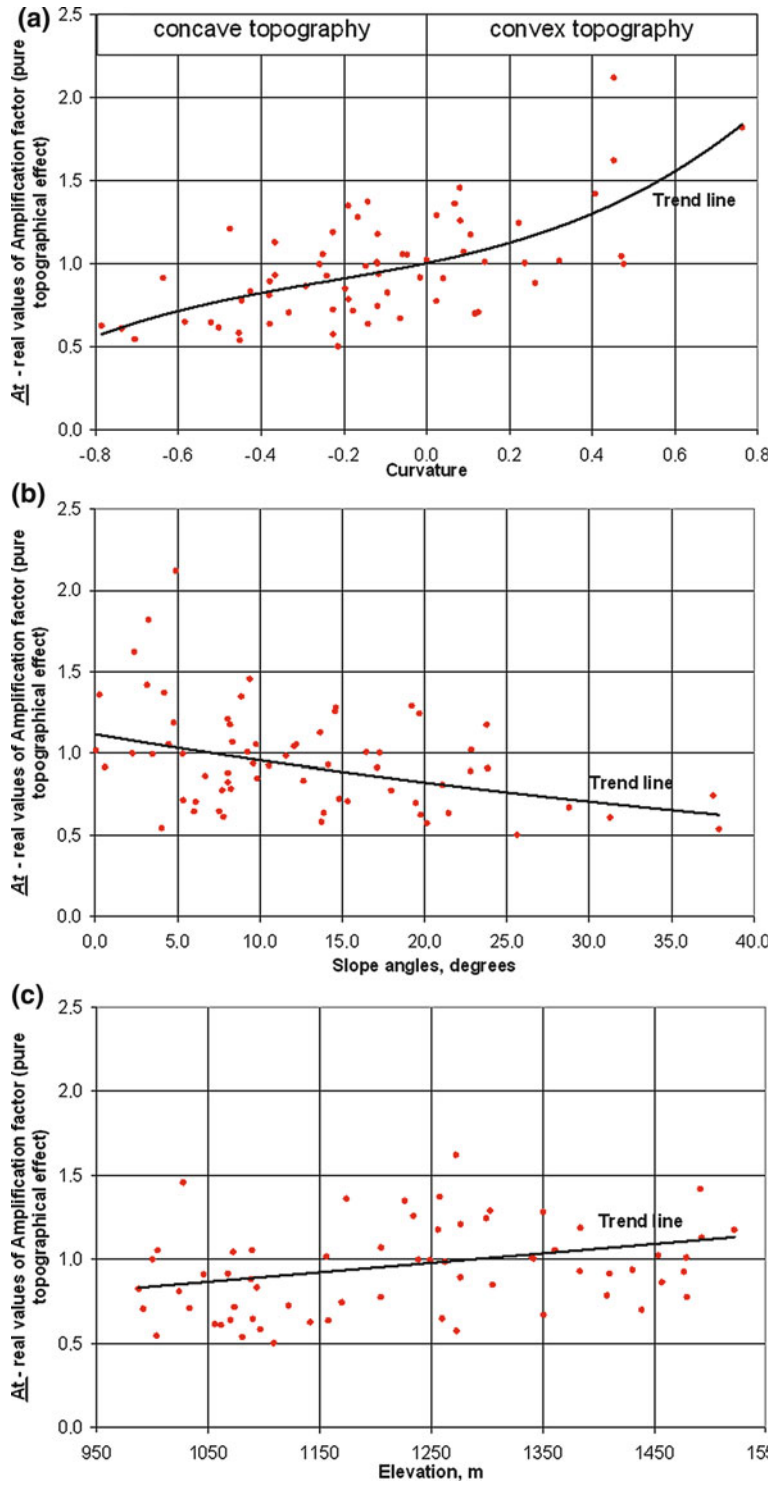 (a)
concave topography convex topography
At - real values of Amplification factor (pure
topographical effect)
2.5
2.0
1.5
1.0
0.5
0.0
Trend line
-0.8 -0.6 -0.4 -0.2 0.0 0.2 0.4 0.6 0.8
Curvature
(b)
At - real values of Amplification factor (pure
topographical effect)
2.5
2.0
1.5
1.0
0.5
0.0
Trend line
0.0 5.0 10.0 15.0 20.0 25.0 30.0 35.0 40.0
Slope angles, degrees
(c)
At - real values of Amplification factor (pure
topographical effect)
2.5
2.0
1.5
1.0
0.5
0.0
Trend line
950 1050 1150 1250 1350 1450 155
Elevation, m